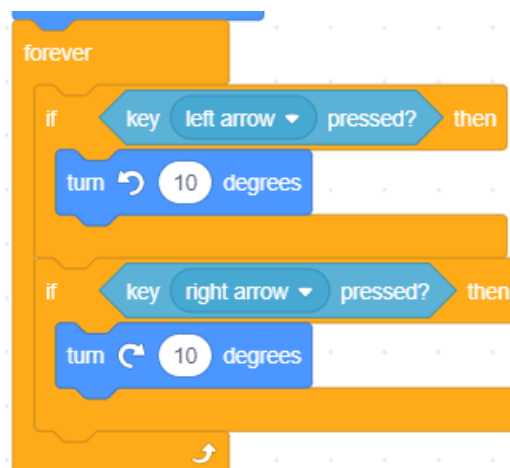 forever
if key left arrow pressed? then
turn 10 degrees
if key right arrow pressed? then
turn 10 degrees